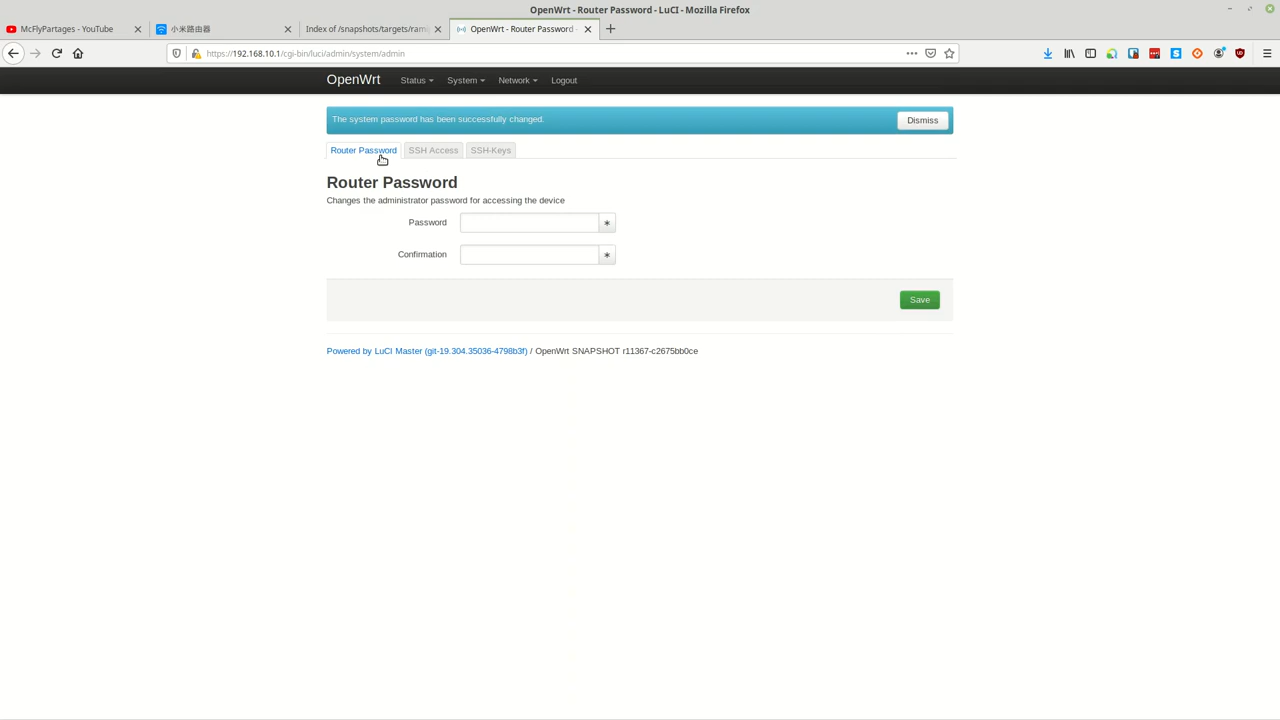 OpenWrt - Router Password - LuCI - Mozilla Firefox
McFlyPartages - YouTube
小米路由器
Index of /snapshots/targets/rami
OpenWrt - Router Password -
https://192.168.10.1/cgi-bin/luci/admin/system/admin
OpenWrt Status System Network Logout
The system password has been successfully changed. Dismiss
Router Password SSH Access SSH-Keys
Router Password
Changes the administrator password for accessing the device
Password
Confirmation
Save
Powered by LuCI Master (git-19.304.35036-4798b3f) / OpenWrt SNAPSHOT r11367-c2675bb0ce